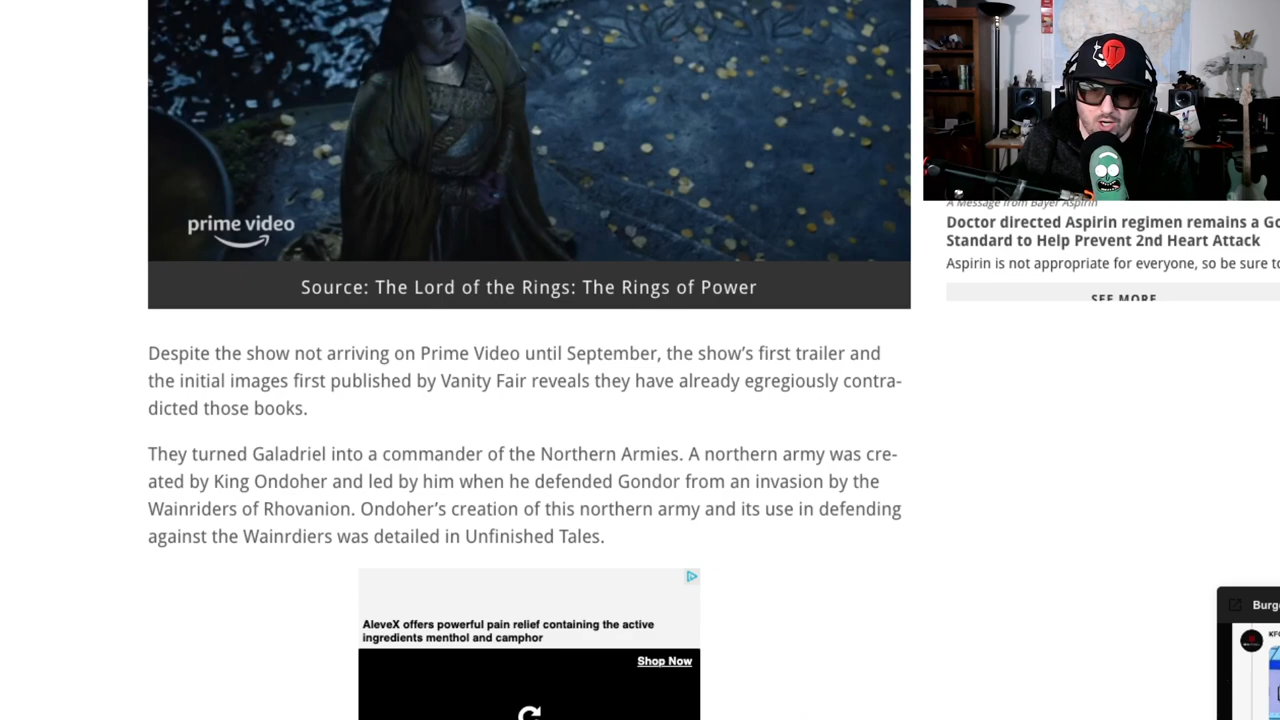 prime video
Source: The Lord of the Rings: The Rings of Power
A Message from Bayer Aspirin
Doctor directed Aspirin regimen remains a Go
Standard to Help Prevent 2nd Heart Attack
Aspirin is not appropriate for everyone, so be sure to
SEE MORE
Despite the show not arriving on Prime Video until September, the show’s first trailer and
the initial images first published by Vanity Fair reveals they have already egregiously contra-
dicted those books.
They turned Galadriel into a commander of the Northern Armies. A northern army was cre-
ated by King Ondoher and led by him when he defended Gondor from an invasion by the
Wainriders of Rhovanion. Ondoher’s creation of this northern army and its use in defending
against the Wainrdiers was detailed in Unfinished Tales.
AleveX offers powerful pain relief containing the active
ingredients menthol and camphor
Shop Now
Burg
KF